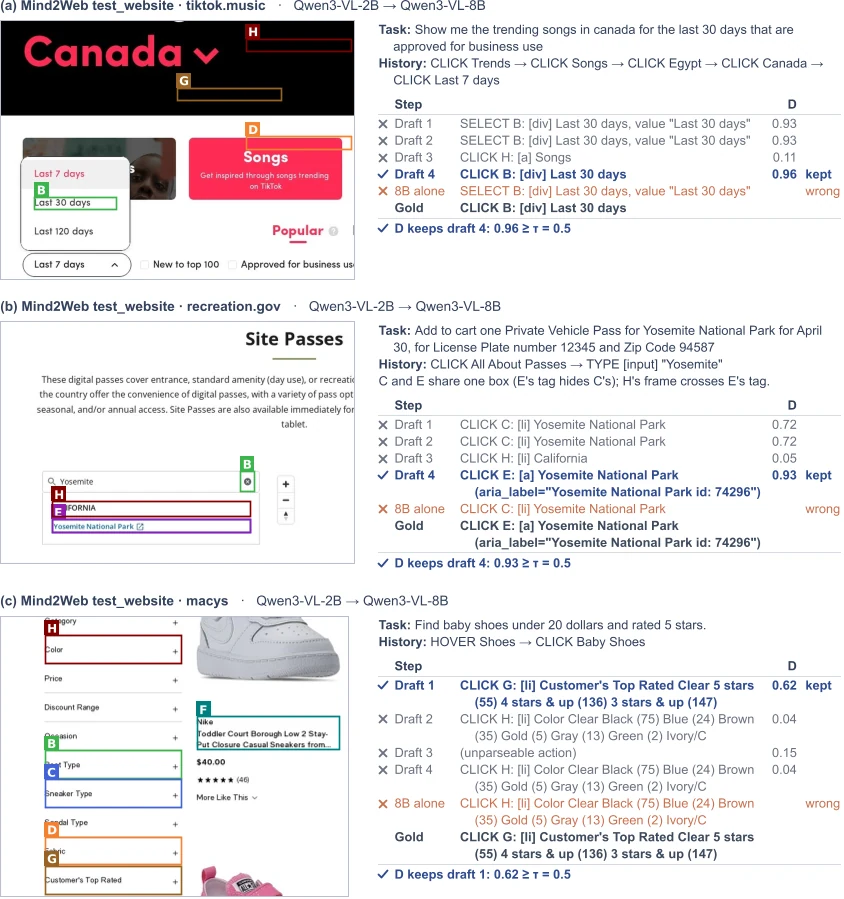 (a) Mind2Web test_website · tiktok.music · Qwen3-VL-2B → Qwen3-VL-8B
Canada
H
G
D
Songs
Get inspired through songs trending
on TikTok
s
Last 7 days
B
Last 30 days
Last 120 days
Popular ?
Last 7 days
New to top 100
Approved for business us
Task: Show me the trending songs in canada for the last 30 days that are
approved for business use
History: CLICK Trends → CLICK Songs → CLICK Egypt → CLICK Canada →
CLICK Last 7 days
Step D
✕ Draft 1 SELECT B: [div] Last 30 days, value "Last 30 days" 0.93
✕ Draft 2 SELECT B: [div] Last 30 days, value "Last 30 days" 0.93
✕ Draft 3 CLICK H: [a] Songs 0.11
✓ Draft 4 CLICK B: [div] Last 30 days 0.96 kept
✕ 8B alone SELECT B: [div] Last 30 days, value "Last 30 days" wrong
Gold CLICK B: [div] Last 30 days
✓ D keeps draft 4: 0.96 ≥ τ = 0.5
(b) Mind2Web test_website · recreation.gov · Qwen3-VL-2B → Qwen3-VL-8B
Site Passes
These digital passes cover entrance, standard amenity (day use), or recreatio
the country offer the convenience of digital passes, with a variety of pass opt
seasonal, and/or annual access. Site Passes are also available immediately for
tablet.
B
Yosemite
H
IFORNIA
E
Yosemite National Park
+
−
Task: Add to cart one Private Vehicle Pass for Yosemite National Park for April
30, for License Plate number 12345 and Zip Code 94587
History: CLICK All About Passes → TYPE [input] "Yosemite"
C and E share one box (E's tag hides C's); H's frame crosses E's tag.
Step D
✕ Draft 1 CLICK C: [li] Yosemite National Park 0.72
✕ Draft 2 CLICK C: [li] Yosemite National Park 0.72
✕ Draft 3 CLICK H: [li] California 0.05
✓ Draft 4 CLICK E: [a] Yosemite National Park 0.93 kept
(aria_label="Yosemite National Park id: 74296")
✕ 8B alone CLICK C: [li] Yosemite National Park wrong
Gold CLICK E: [a] Yosemite National Park
(aria_label="Yosemite National Park id: 74296")
✓ D keeps draft 4: 0.93 ≥ τ = 0.5
(c) Mind2Web test_website · macys · Qwen3-VL-2B → Qwen3-VL-8B
H
Color +
Price +
Discount Range +
B
+
C
Sneaker Type +
+
D
+
G
Customer's Top Rated +
F
Nike
Toddler Court Borough Low 2 Stay-
Put Closure Casual Sneakers from...
$40.00
★★★★★ (46)
More Like This
Task: Find baby shoes under 20 dollars and rated 5 stars.
History: HOVER Shoes → CLICK Baby Shoes
Step D
✓ Draft 1 CLICK G: [li] Customer's Top Rated Clear 5 stars 0.62 kept
(55) 4 stars & up (136) 3 stars & up (147)
✕ Draft 2 CLICK H: [li] Color Clear Black (75) Blue (24) Brown 0.04
(35) Gold (5) Gray (13) Green (2) Ivory/C
✕ Draft 3 (unparseable action) 0.15
✕ Draft 4 CLICK H: [li] Color Clear Black (75) Blue (24) Brown 0.04
(35) Gold (5) Gray (13) Green (2) Ivory/C
✕ 8B alone CLICK H: [li] Color Clear Black (75) Blue (24) Brown wrong
(35) Gold (5) Gray (13) Green (2) Ivory/C
Gold CLICK G: [li] Customer's Top Rated Clear 5 stars
(55) 4 stars & up (136) 3 stars & up (147)
✓ D keeps draft 1: 0.62 ≥ τ = 0.5